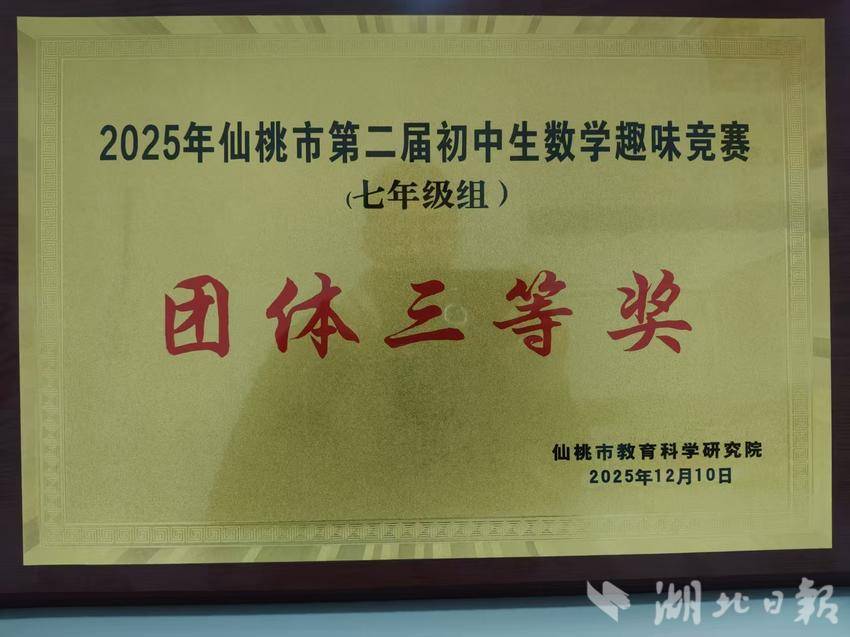 2025年仙桃市第二届初中生数学趣味竞赛
(七年级组)
团体三等奖
仙桃市教育科学研究院
2025年12月10日
湖北日报